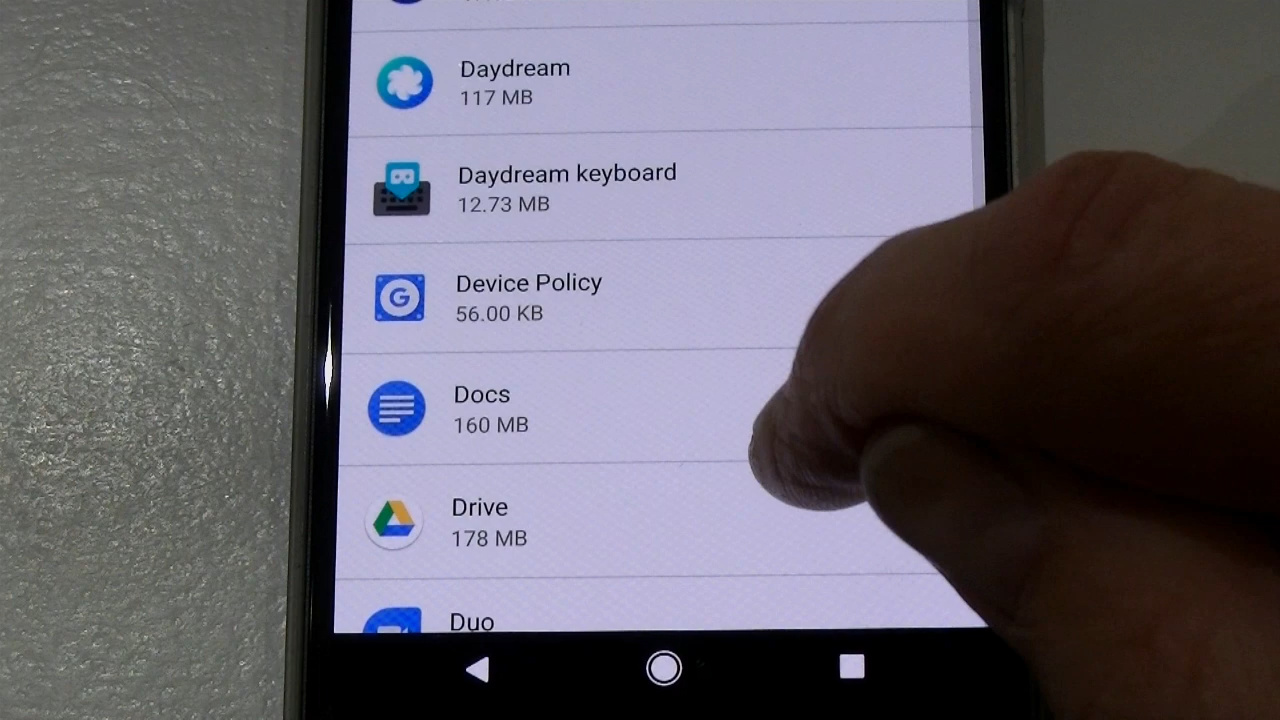 Daydream
117 MB
Daydream keyboard
12.73 MB
Device Policy
56.00 KB
Docs
160 MB
Drive
178 MB
Duo